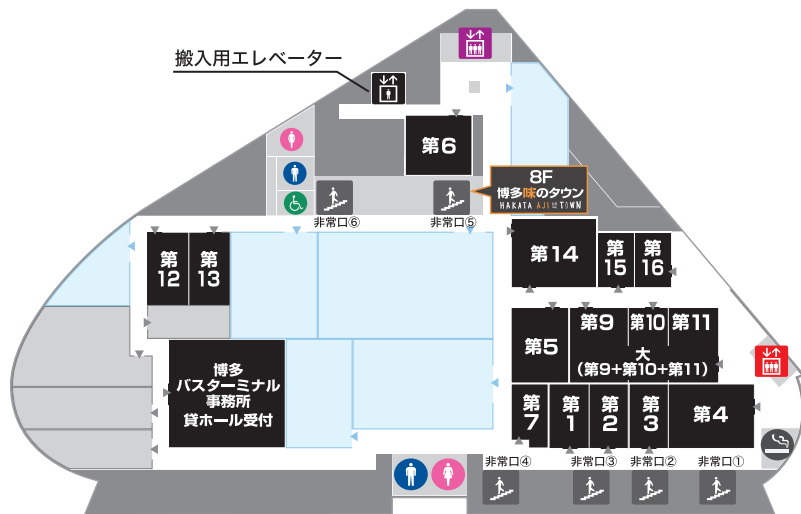 搬入用エレベーター
第6
8F
博多味のタウン
HAKATA AJI no TOWN
非常口⑥
非常口⑤
第12
第13
第14
第15
第16
第5
第9
第10
第11
大
(第9+第10+第11)
博多
バスターミナル
事務所
貸ホール受付
第7
第1
第2
第3
第4
非常口④
非常口③
非常口②
非常口①